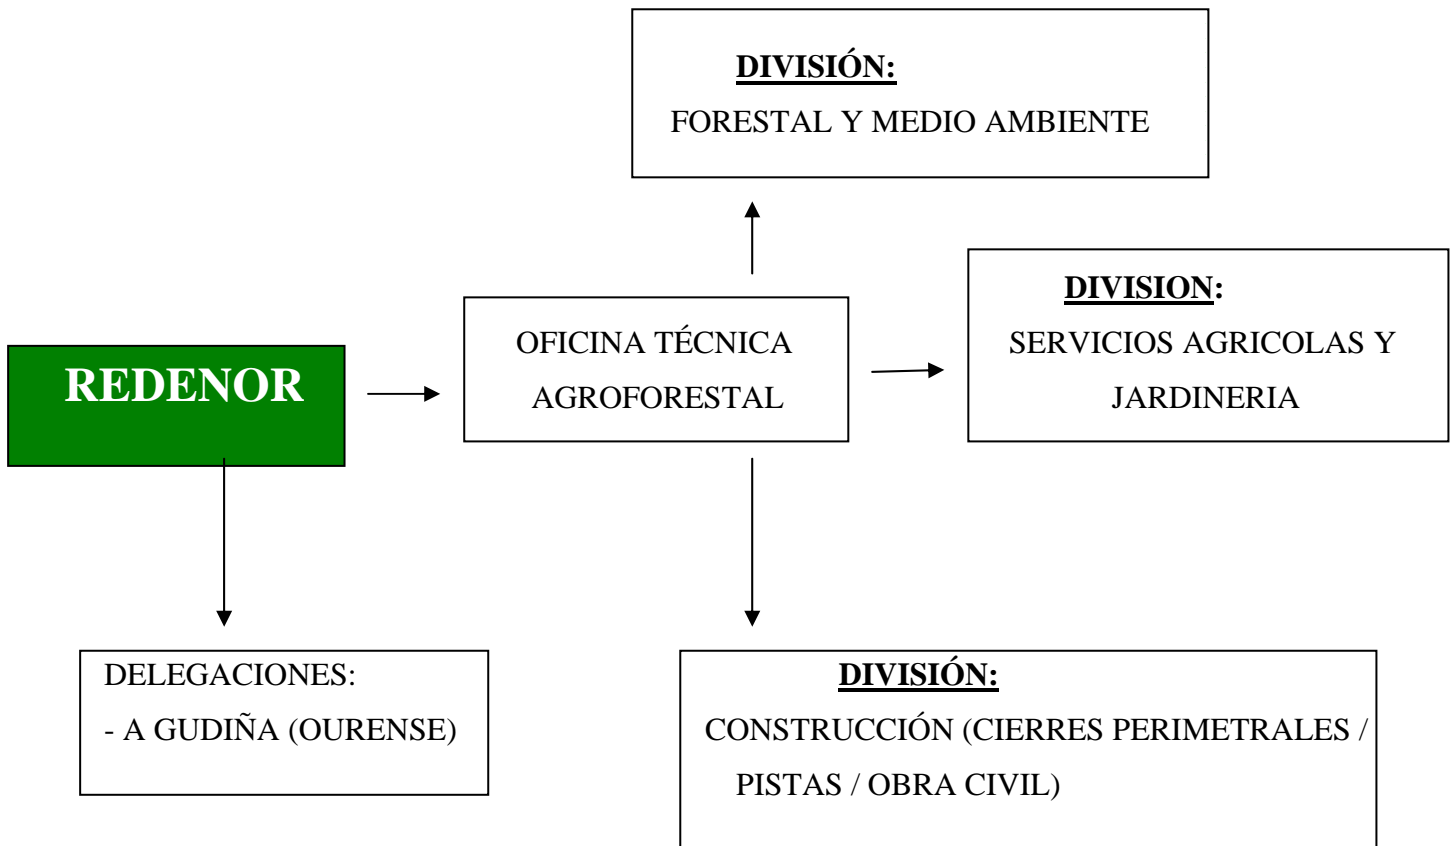 DIVISIÓN:
FORESTAL Y MEDIO AMBIENTE
DIVISION:
SERVICIOS AGRICOLAS Y
JARDINERIA
OFICINA TÉCNICA
AGROFORESTAL
REDENOR
DELEGACIONES:
- A GUDIÑA (OURENSE)
DIVISIÓN:
CONSTRUCCIÓN (CIERRES PERIMETRALES /
PISTAS / OBRA CIVIL)